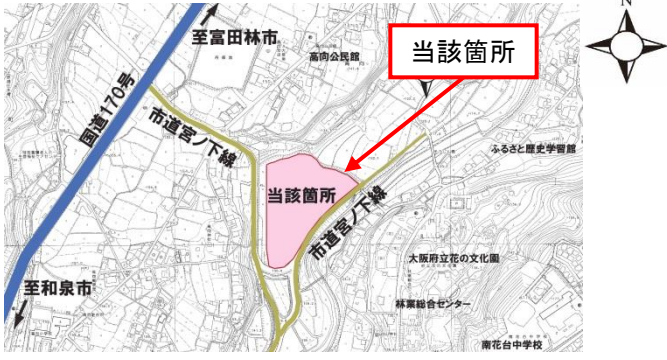 N
至富田林市
高向公民館
当該箇所
国道170号
市道宮ノ下線
ふるさと歴史学習館
当該箇所
市道宮ノ下線
大阪府立花の文化園
至和泉市
林業総合センター
南花台中学校